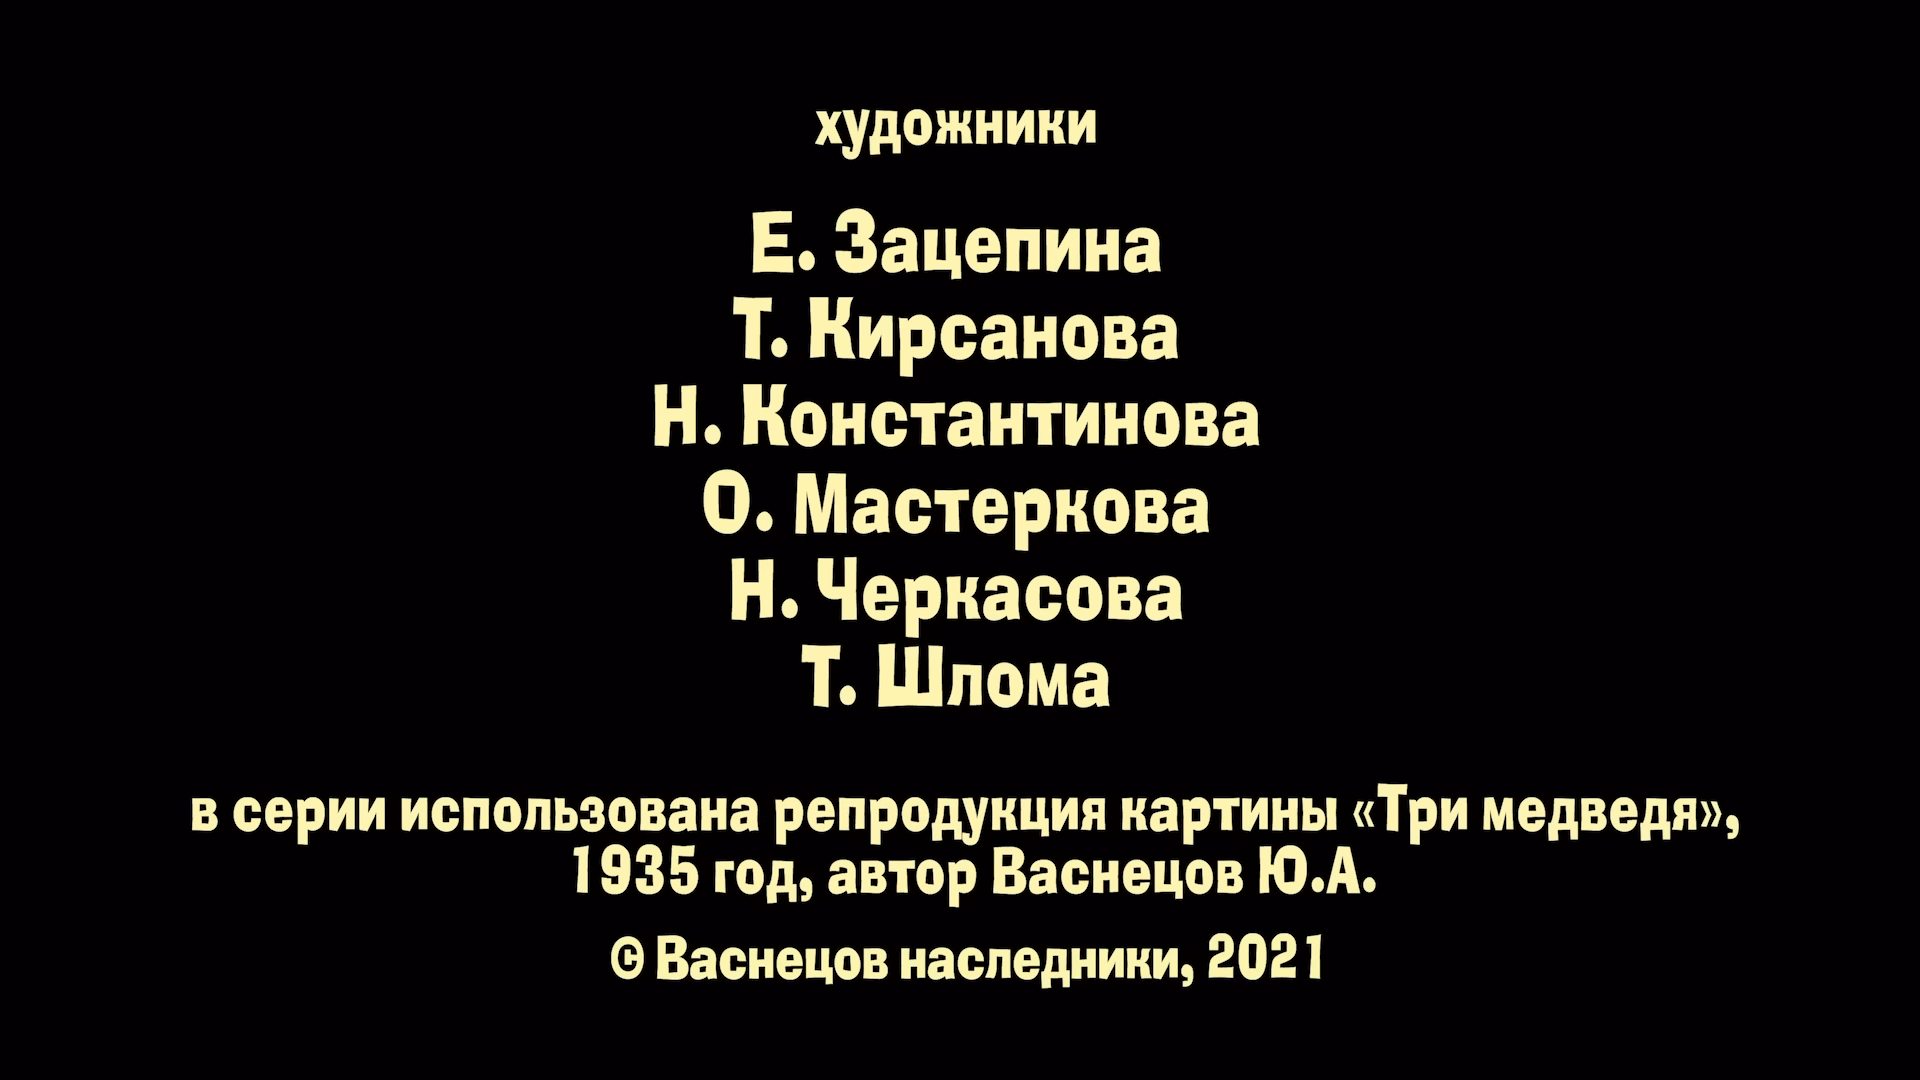 художники
Е. Зацепина
Т. Кирсанова
Н. Константинова
О. Мастеркова
Н. Черкасова
Т. Шлома
в серии использована репродукция картины «Три медведя»,
1935 год, автор Васнецов Ю.А.
© Васнецов наследники, 2021